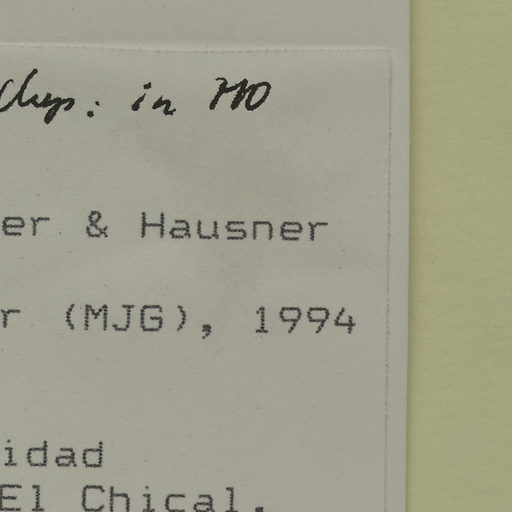 in MO
er & Hausner
r (MJG), 1994
idad
El Chical.